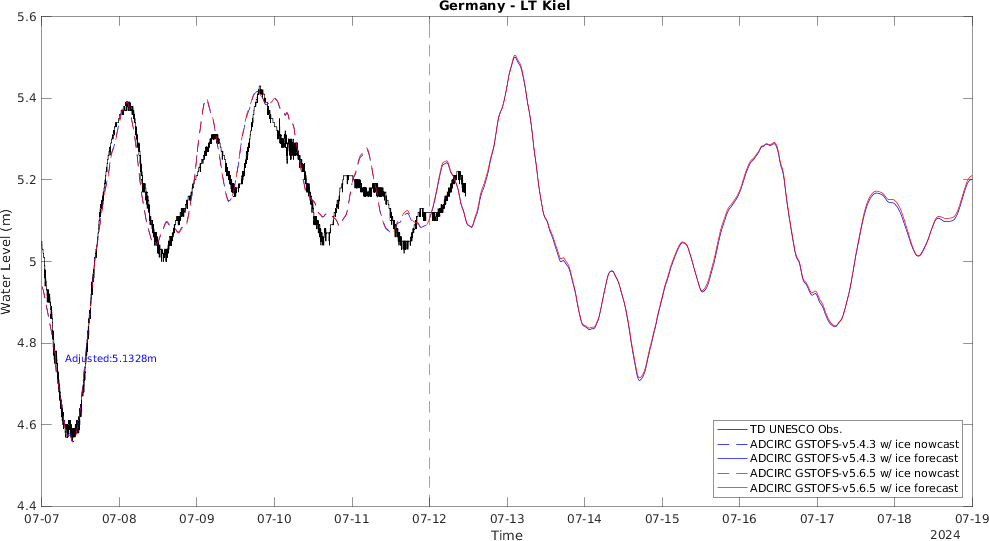 Germany - LT Kiel
5.6
5.4
5.2
5
4.8
4.6
4.4
Water Level (m)
Adjusted:5.1328m
TD UNESCO Obs.
ADCIRC GSTOFS-v5.4.3 w/ ice nowcast
ADCIRC GSTOFS-v5.4.3 w/ ice forecast
ADCIRC GSTOFS-v5.6.5 w/ ice nowcast
ADCIRC GSTOFS-v5.6.5 w/ ice forecast
07-07 07-08 07-09 07-10 07-11 07-12 07-13 07-14 07-15 07-16 07-17 07-18 07-19
Time
2024